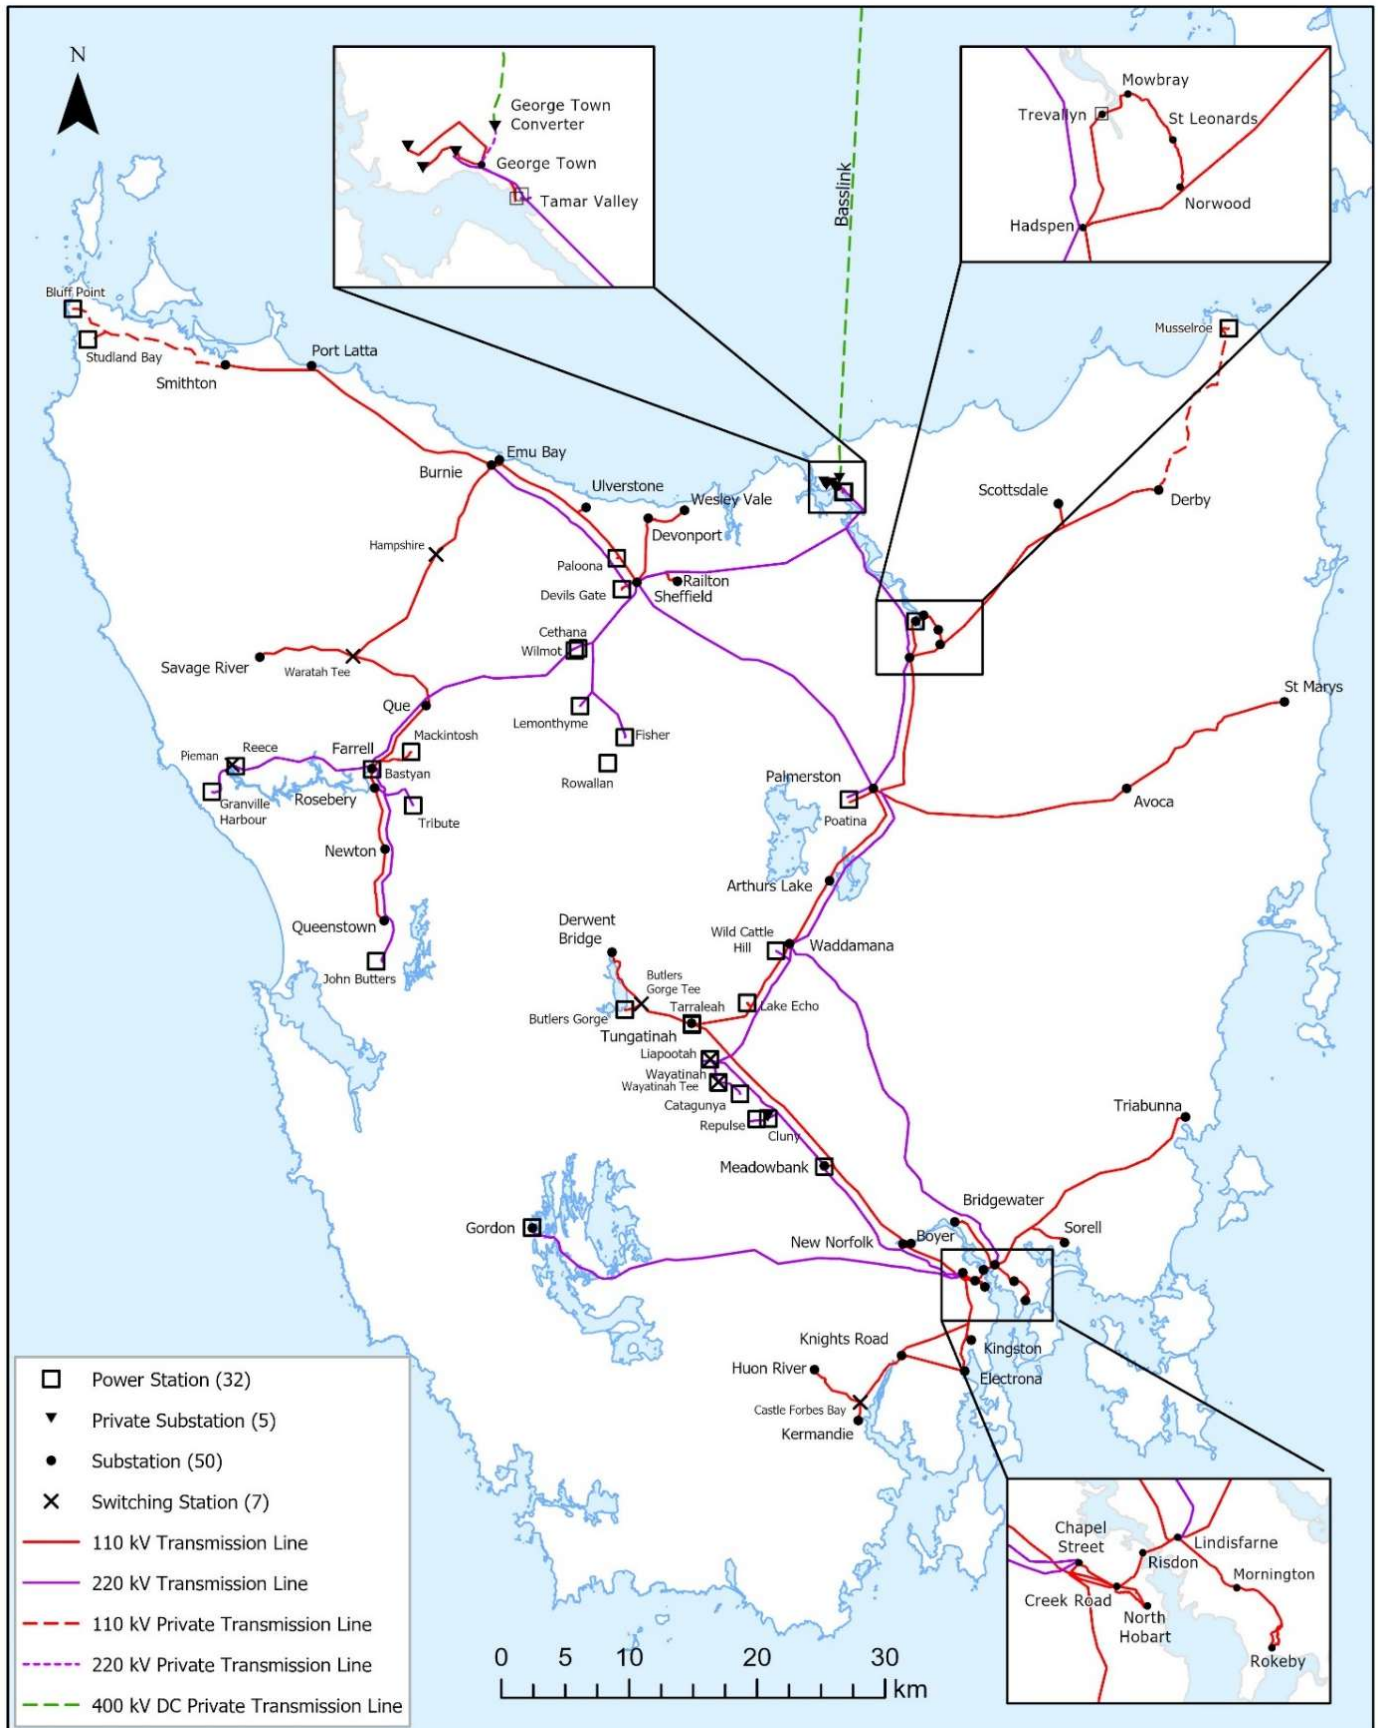 N
George Town
Converter
George Town
Tamar Valley
Basslink
Mowbray
Trevallyn
St Leonards
Norwood
Hadspen
Bluff Point
Studland Bay
Smithton
Port Latta
Musselroe
Emu Bay
Burnie
Ulverstone
Wesley Vale
Devonport
Scottsdale
Derby
Hampshire
Paloona
Devils Gate
Railton
Sheffield
Cethana
Wilmot
Savage River
Waratah Tee
Que
Lemonthyme
Fisher
Rowallan
St Marys
Mackintosh
Pieman
Reece
Farrell
Bastyan
Rosebery
Granville
Harbour
Tribute
Palmerston
Poatina
Avoca
Newton
Arthurs Lake
Queenstown
John Butters
Derwent
Bridge
Wild Cattle
Hill
Waddamana
Butlers
Gorge Tee
Butlers Gorge
Tarraleah
Lake Echo
Tungatinah
Liapootah
Wayatinah
Wayatinah Tee
Catagunya
Repulse
Cluny
Triabunna
Meadowbank
Gordon
Bridgewater
New Norfolk
Boyer
Sorell
Knights Road
Kingston
Huon River
Electrona
Castle Forbes Bay
Kermandie
Chapel
Street
Lindisfarne
Risdon
Mornington
Creek Road
North
Hobart
Rokeby
Power Station (32)
Private Substation (5)
Substation (50)
Switching Station (7)
110 kV Transmission Line
220 kV Transmission Line
110 kV Private Transmission Line
220 kV Private Transmission Line
400 kV DC Private Transmission Line
0 5 10 20 30
km